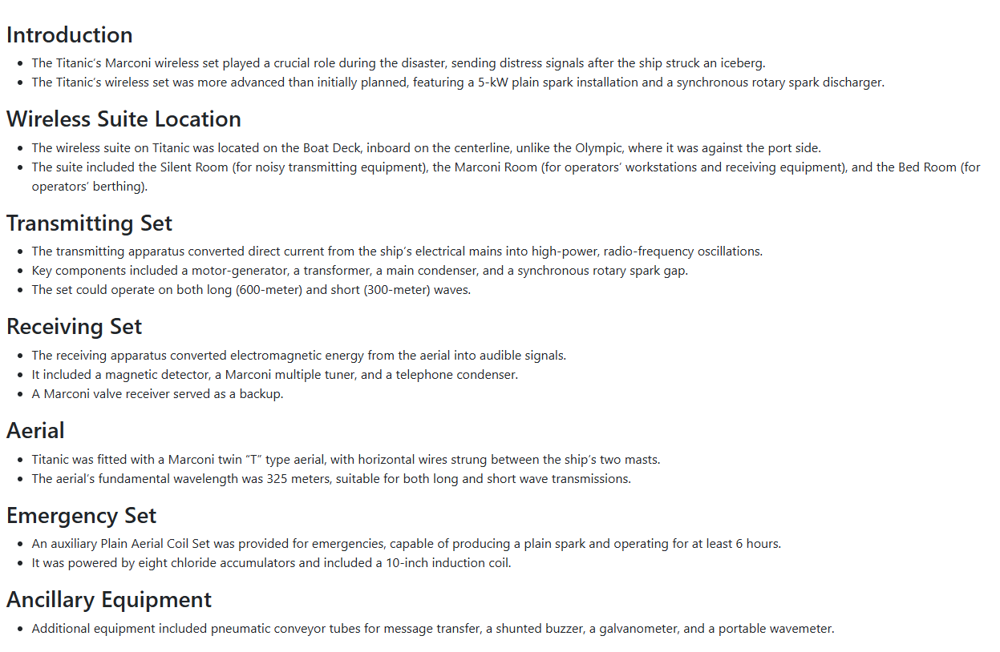 Introduction
• The Titanic’s Marconi wireless set played a crucial role during the disaster, sending distress signals after the ship struck an iceberg.
• The Titanic’s wireless set was more advanced than initially planned, featuring a 5-kW plain spark installation and a synchronous rotary spark discharger.
Wireless Suite Location
• The wireless suite on Titanic was located on the Boat Deck, inboard on the centerline, unlike the Olympic, where it was against the port side.
• The suite included the Silent Room (for noisy transmitting equipment), the Marconi Room (for operators’ workstations and receiving equipment), and the Bed Room (for
operators’ berthing).
Transmitting Set
• The transmitting apparatus converted direct current from the ship’s electrical mains into high-power, radio-frequency oscillations.
• Key components included a motor-generator, a transformer, a main condenser, and a synchronous rotary spark gap.
• The set could operate on both long (600-meter) and short (300-meter) waves.
Receiving Set
• The receiving apparatus converted electromagnetic energy from the aerial into audible signals.
• It included a magnetic detector, a Marconi multiple tuner, and a telephone condenser.
• A Marconi valve receiver served as a backup.
Aerial
• Titanic was fitted with a Marconi twin “T” type aerial, with horizontal wires strung between the ship’s two masts.
• The aerial’s fundamental wavelength was 325 meters, suitable for both long and short wave transmissions.
Emergency Set
• An auxiliary Plain Aerial Coil Set was provided for emergencies, capable of producing a plain spark and operating for at least 6 hours.
• It was powered by eight chloride accumulators and included a 10-inch induction coil.
Ancillary Equipment
• Additional equipment included pneumatic conveyor tubes for message transfer, a shunted buzzer, a galvanometer, and a portable wavemeter.